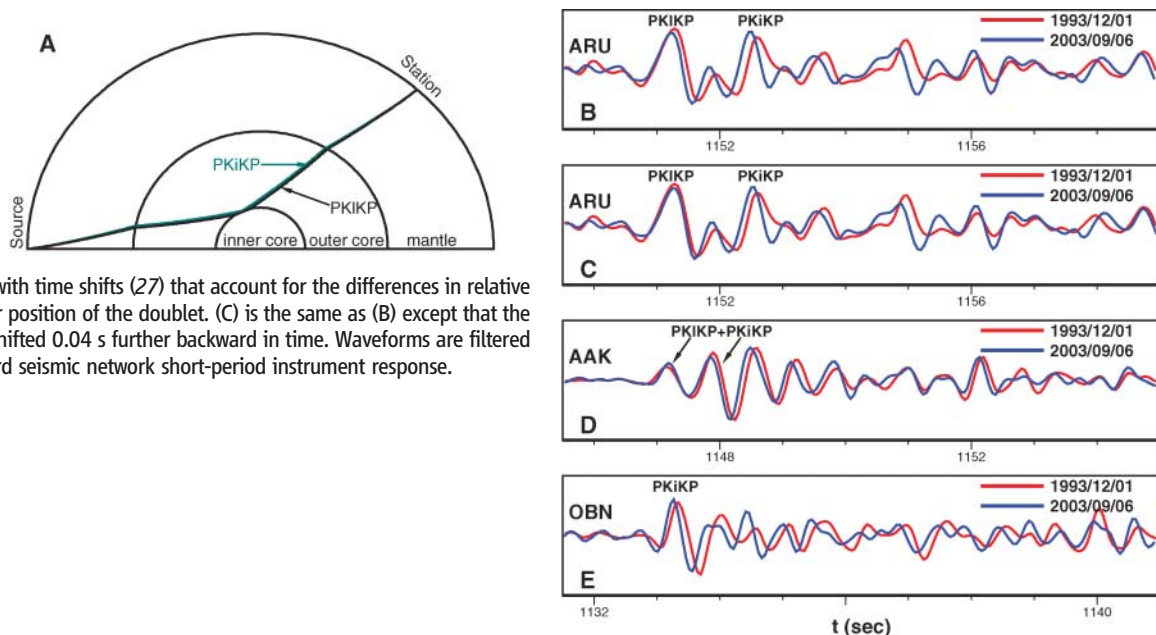 A
Station
PKiKP
PKIKP
Source
inner core outer core mantle
with time shifts (27) that account for the differences in relative
r position of the doublet. (C) is the same as (B) except that the
hifted 0.04 s further backward in time. Waveforms are filtered
rd seismic network short-period instrument response.
PKIKP PKiKP 1993/12/01
ARU 2003/09/06
B
1152 1156
PKIKP PKiKP 1993/12/01
ARU 2003/09/06
C
1152 1156
PKIKP+PKiKP 1993/12/01
AAK 2003/09/06
D
1148 1152
PKiKP 1993/12/01
OBN 2003/09/06
E
1132 1140
t (sec)